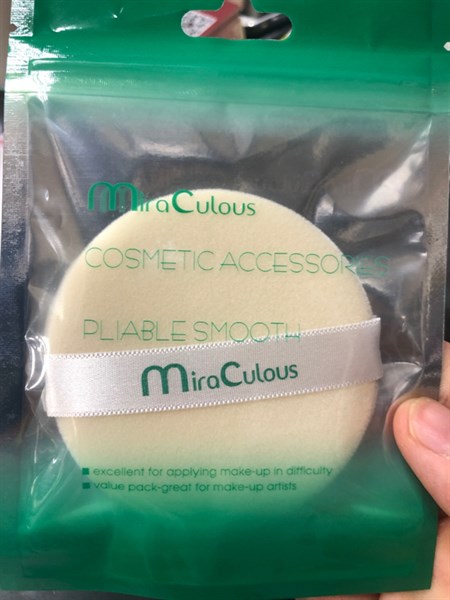 miraCulous
COSMETIC ACCESSORIES
PLIABLE SMOOTH
miraCulous
excellent for applying make-up in difficulty
value pack-great for make-up artists